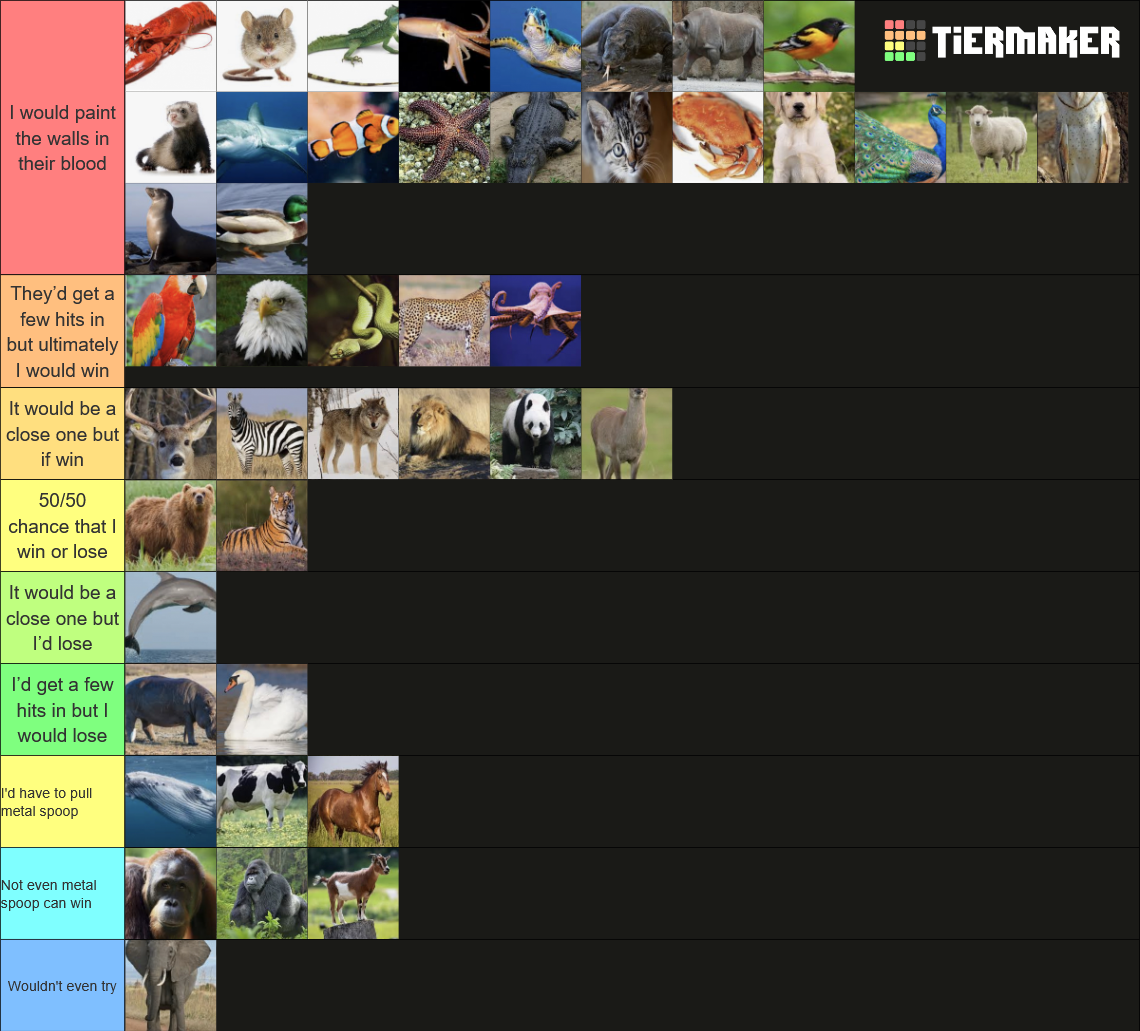 TiERMAKER
I would paint
the walls in
their blood
They’d get a
few hits in
but ultimately
I would win
It would be a
close one but
if win
50/50
chance that I
win or lose
It would be a
close one but
I’d lose
I’d get a few
hits in but I
would lose
I'd have to pull
metal spoop
Not even metal
spoop can win
Wouldn't even try